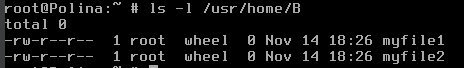 root@Polina:~ # ls -l /usr/home/B
total 0
-rw-r--r--  1 root  wheel  0 Nov 14 18:26 myfile1
-rw-r--r--  1 root  wheel  0 Nov 14 18:26 myfile2